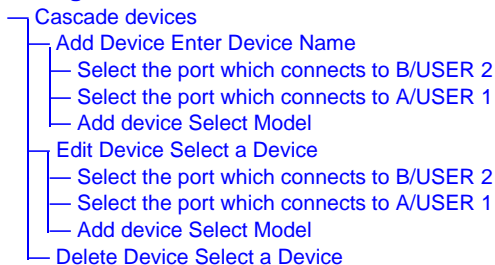 Cascade devices
Add Device Enter Device Name
Select the port which connects to B/USER 2
Select the port which connects to A/USER 1
Add device Select Model
Edit Device Select a Device
Select the port which connects to B/USER 2
Select the port which connects to A/USER 1
Add device Select Model
Delete Device Select a Device